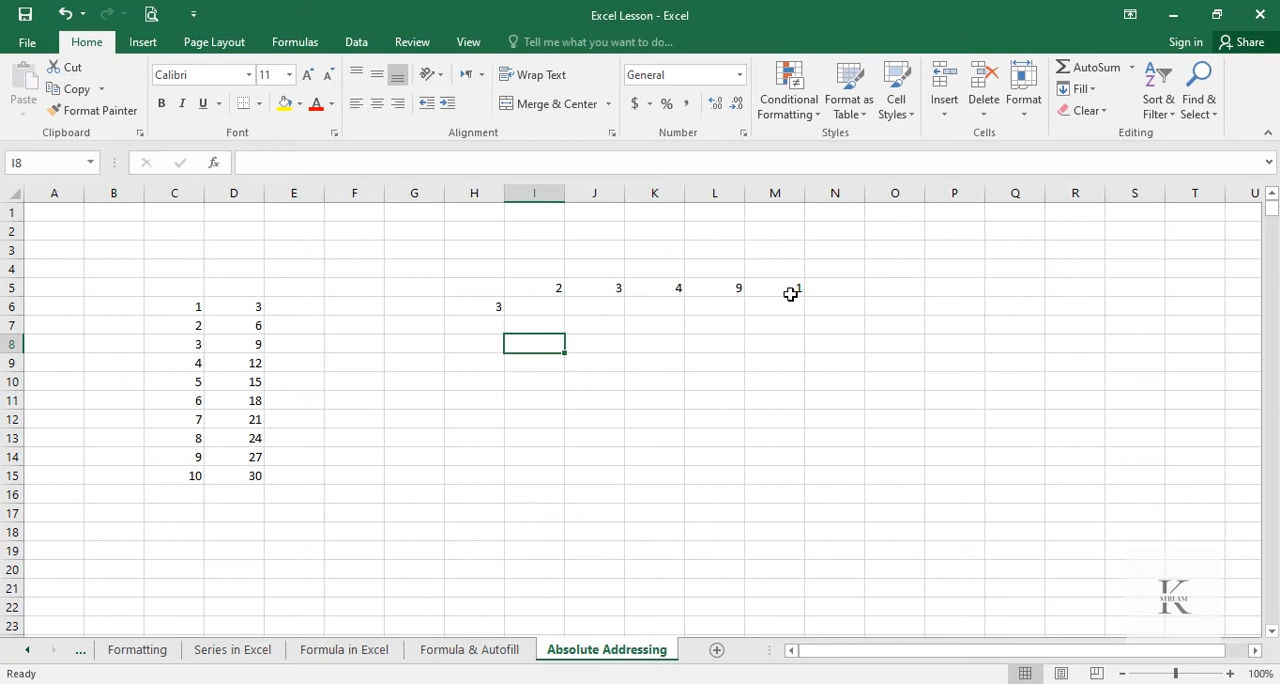 Excel Lesson - Excel
File Home Insert Page Layout Formulas Data Review View Tell me what you want to do... Sign in Share
Paste Cut Copy Format Painter Clipboard
Calibri 11 B I U A A A Font
Wrap Text Merge & Center Alignment
General $ % , Number
Conditional Formatting Format as Table Cell Styles Styles
Insert Delete Format Cells
AutoSum Fill Clear Sort & Filter Find & Select Editing
I8 fx
A B C D E F G H I J K L M N O P Q R S T U
1
2
3
4
5 2 3 4 9 1
6 1 3 3
7 2 6
8 3 9
9 4 12
10 5 15
11 6 18
12 7 21
13 8 24
14 9 27
15 10 30
16
17
18
19
20
21
22
23
K STREAM
... Formatting Series in Excel Formula in Excel Formula & Autofill Absolute Addressing
Ready 100%